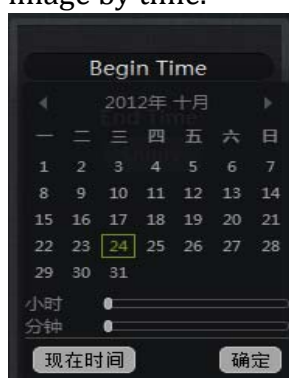 image by time.
Begin Time
2012年 十月
End Time
一 二 三 四 五 六 日
1 2 3 4 5 6 7
8 9 10 11 12 13 14
15 16 17 18 19 20 21
22 23 24 25 26 27 28
29 30 31
小时
分钟
现在时间 确定